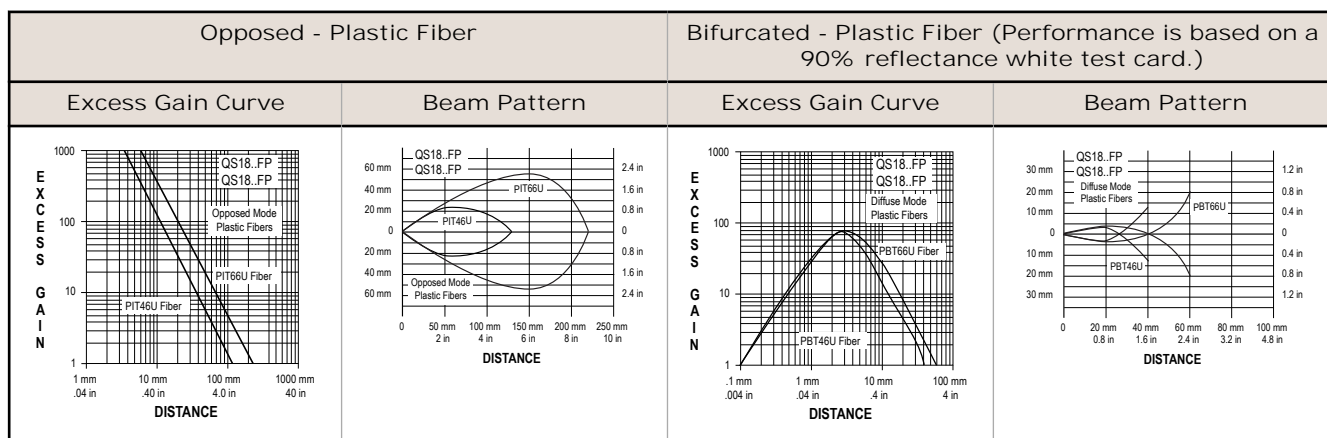 Opposed - Plastic Fiber
Bifurcated - Plastic Fiber (Performance is based on a
90% reflectance white test card.)
Excess Gain Curve
Beam Pattern
Excess Gain Curve
Beam Pattern
1000
100
10
1
E
X
C
E
S
S
G
A
I
N
QS18..FP
QS18..FP
Opposed Mode
Plastic Fibers
PIT66U Fiber
PIT46U Fiber
1 mm
.04 in
10 mm
.40 in
100 mm
4.0 in
1000 mm
40 in
DISTANCE
60 mm
40 mm
20 mm
0
20 mm
40 mm
60 mm
QS18..FP
QS18..FP
PIT66U
PIT46U
Opposed Mode
Plastic Fibers
2.4 in
1.6 in
0.8 in
0
0.8 in
1.6 in
2.4 in
0
50 mm
2 in
100 mm
4 in
150 mm
6 in
200 mm
8 in
250 mm
10 in
DISTANCE
1000
100
10
1
E
X
C
E
S
S
G
A
I
N
QS18..FP
QS18..FP
Diffuse Mode
Plastic Fibers
PBT66U Fiber
PBT46U Fiber
.1 mm
.004 in
1 mm
.04 in
10 mm
.4 in
100 mm
4 in
DISTANCE
30 mm
20 mm
10 mm
0
10 mm
20 mm
30 mm
QS18..FP
QS18..FP
Diffuse Mode
Plastic Fibers
PBT66U
PBT46U
1.2 in
0.8 in
0.4 in
0
0.4 in
0.8 in
1.2 in
0
20 mm
0.8 in
40 mm
1.6 in
60 mm
2.4 in
80 mm
3.2 in
100 mm
4.8 in
DISTANCE